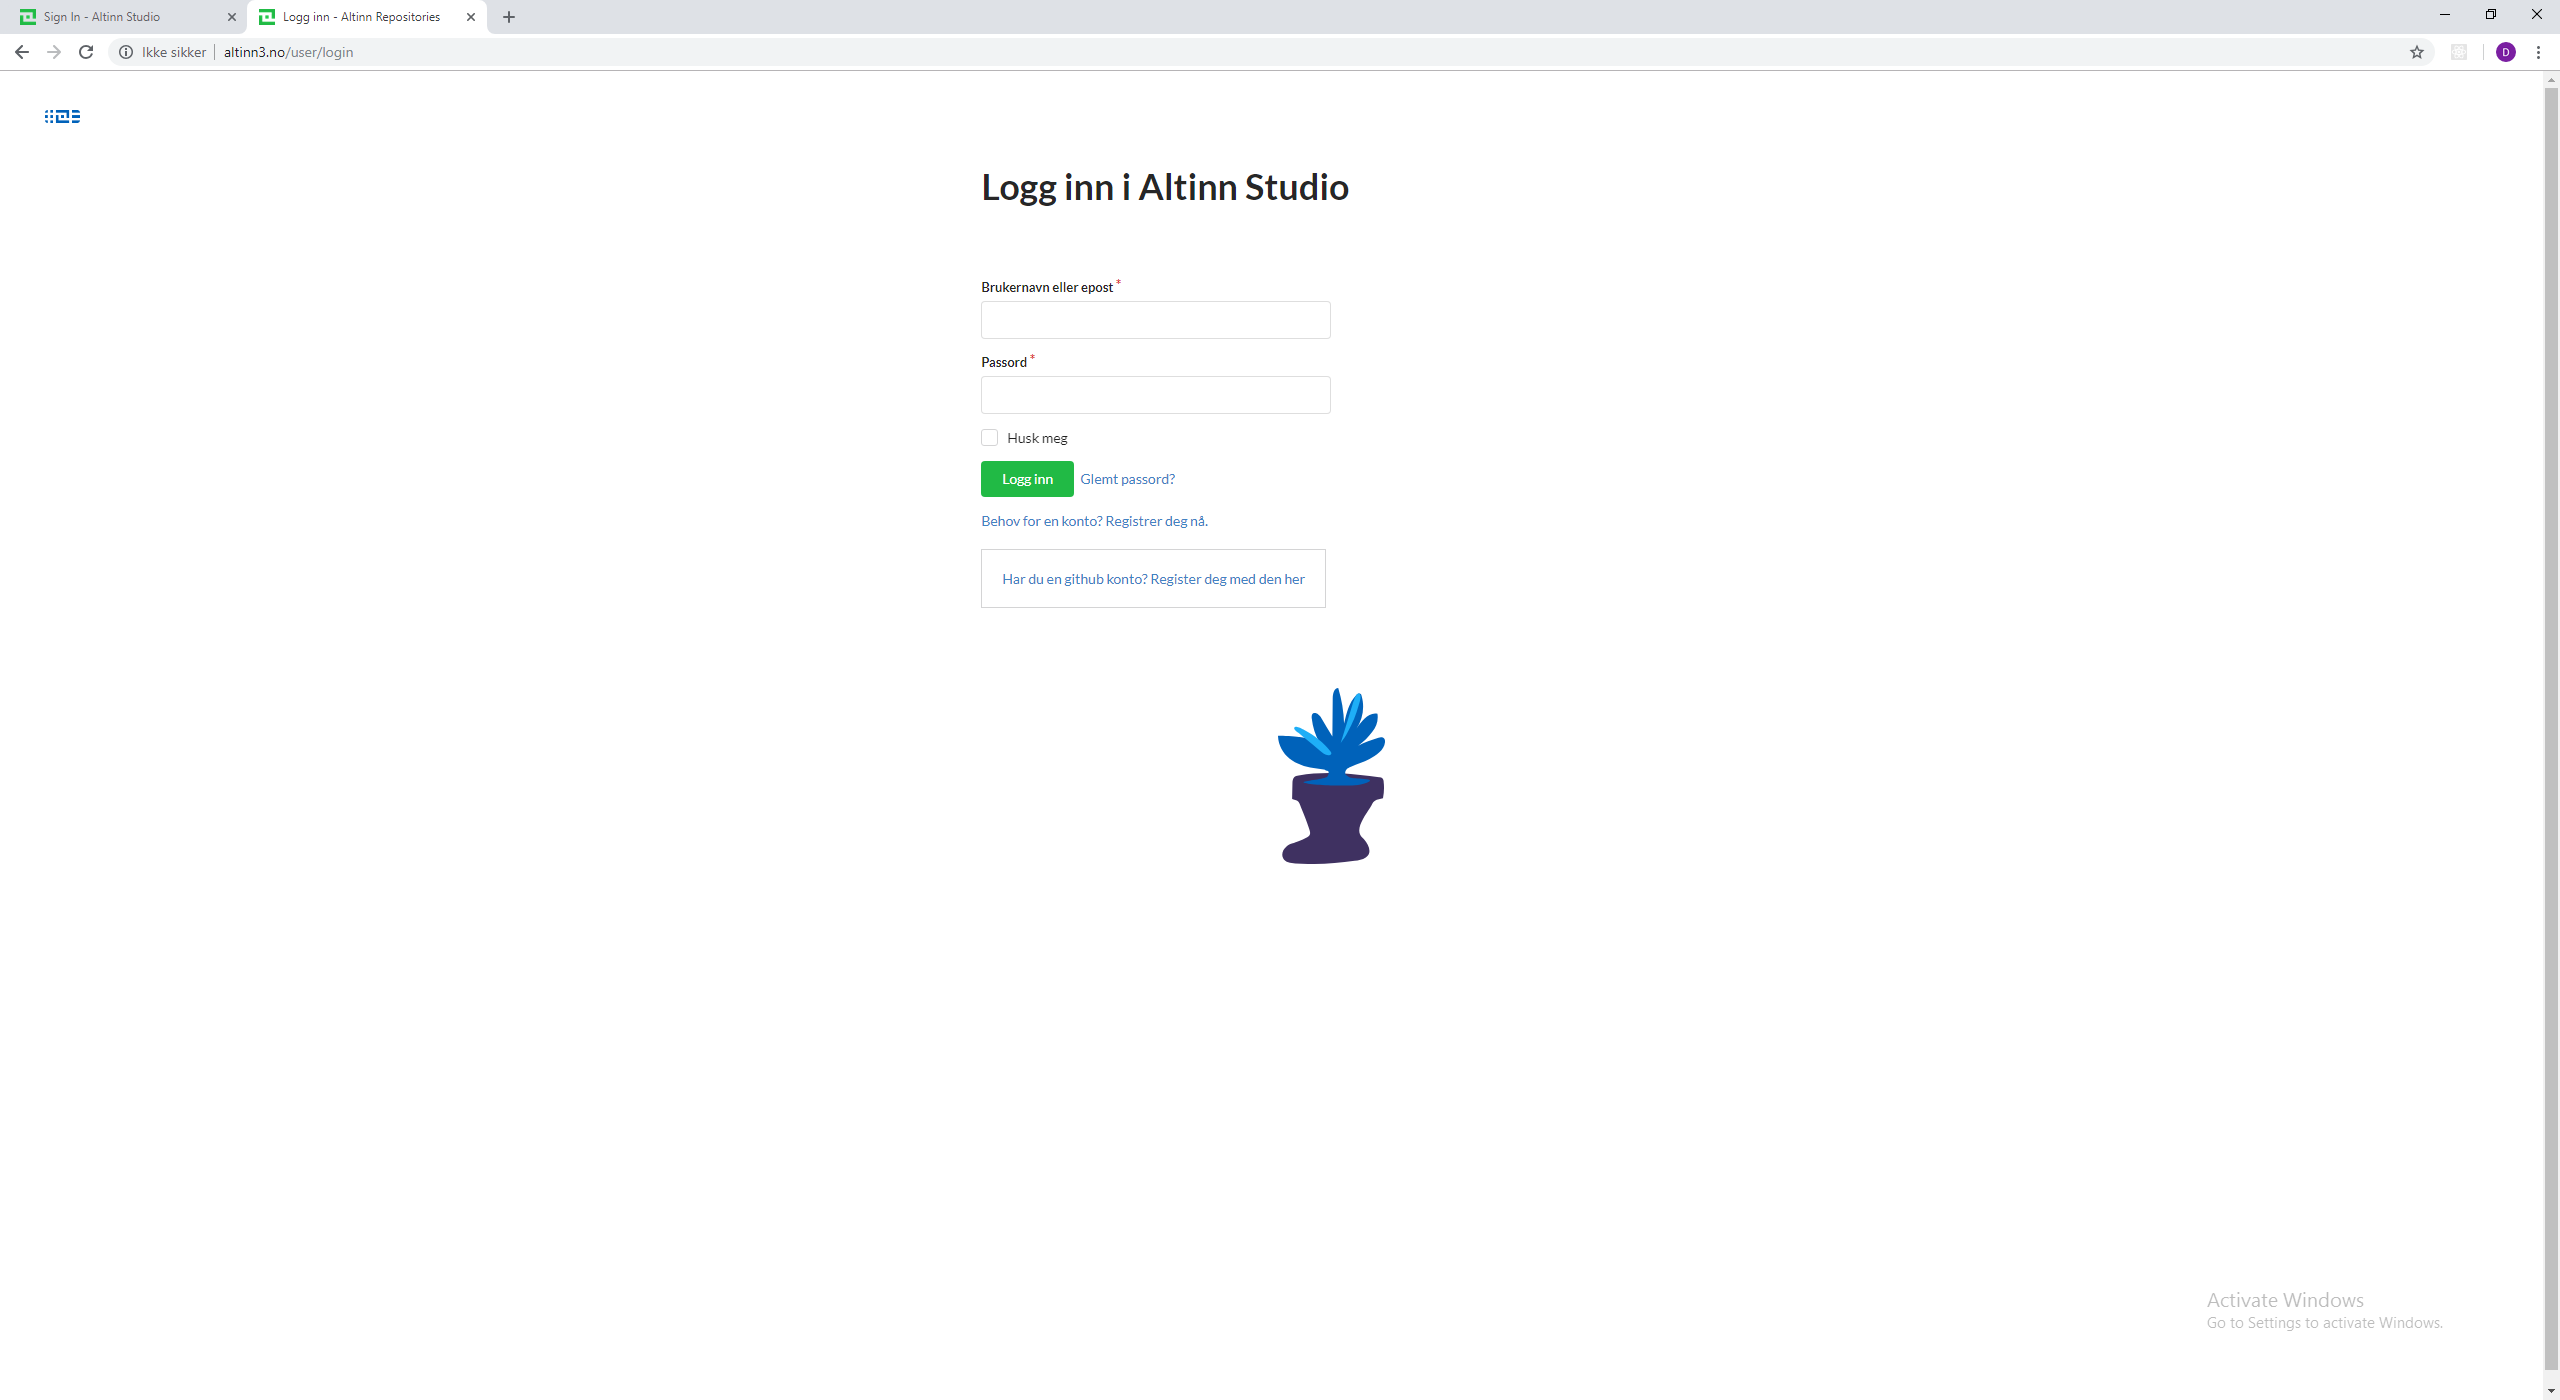 Sign In - Altinn Studio
Logg inn - Altinn Repositories
Ikke sikker
altinn3.no/user/login
D
Logg inn i Altinn Studio
Brukernavn eller epost *
Passord *
Husk meg
Logg inn
Glemt passord?
Behov for en konto? Registrer deg nå.
Har du en github konto? Register deg med den her
Activate Windows
Go to Settings to activate Windows.